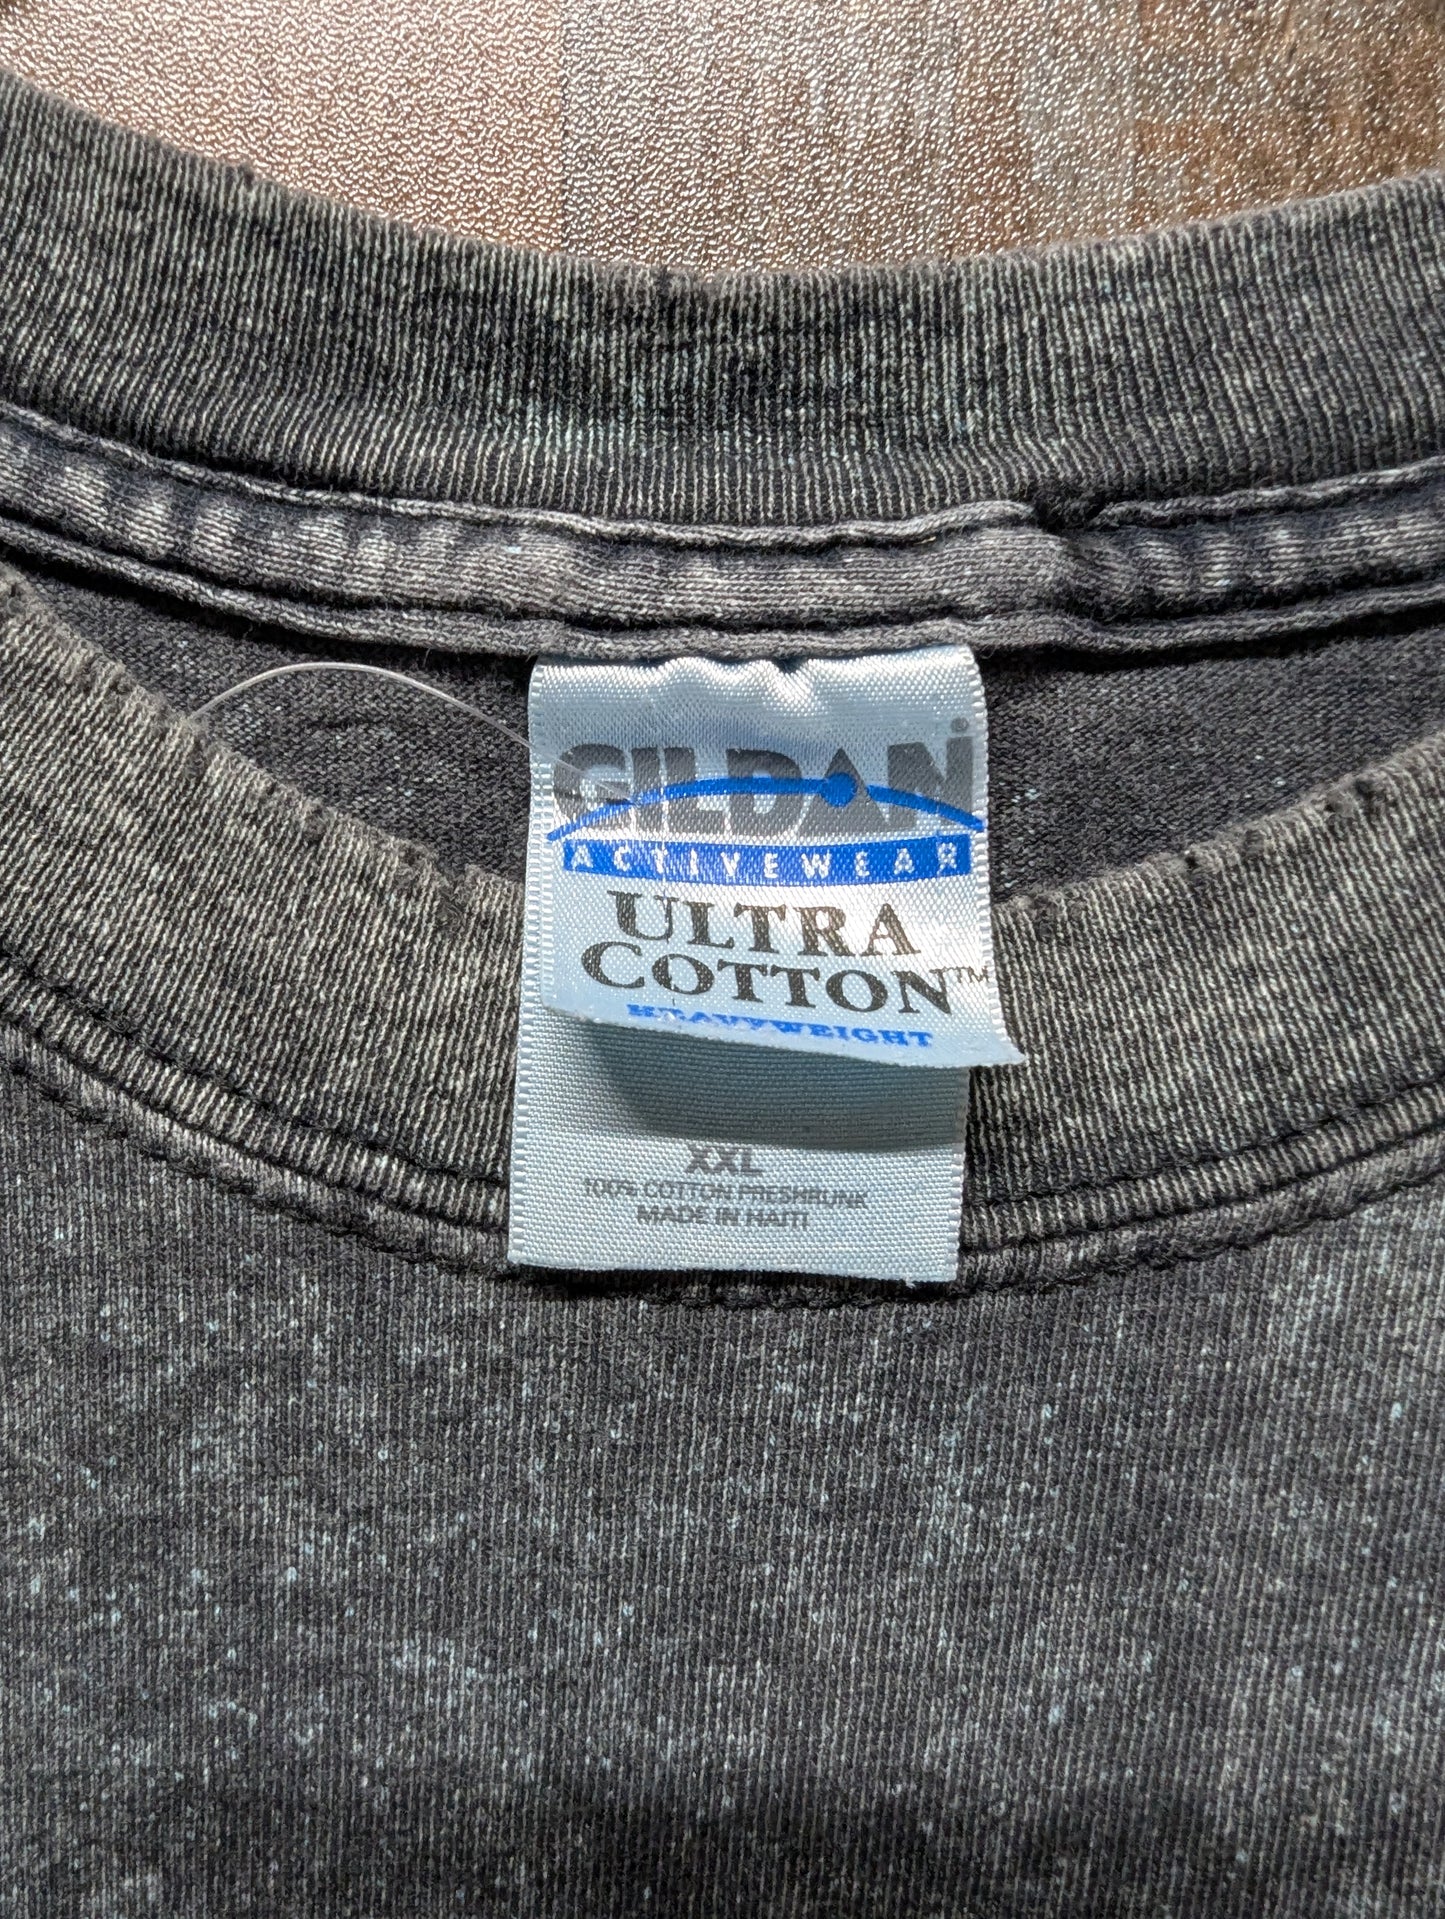 GILDAN®
ACTIVEWEAR
ULTRA
COTTON™
HEAVYWEIGHT
XXL
100% COTTON PRESHRUNK
MADE IN HAITI